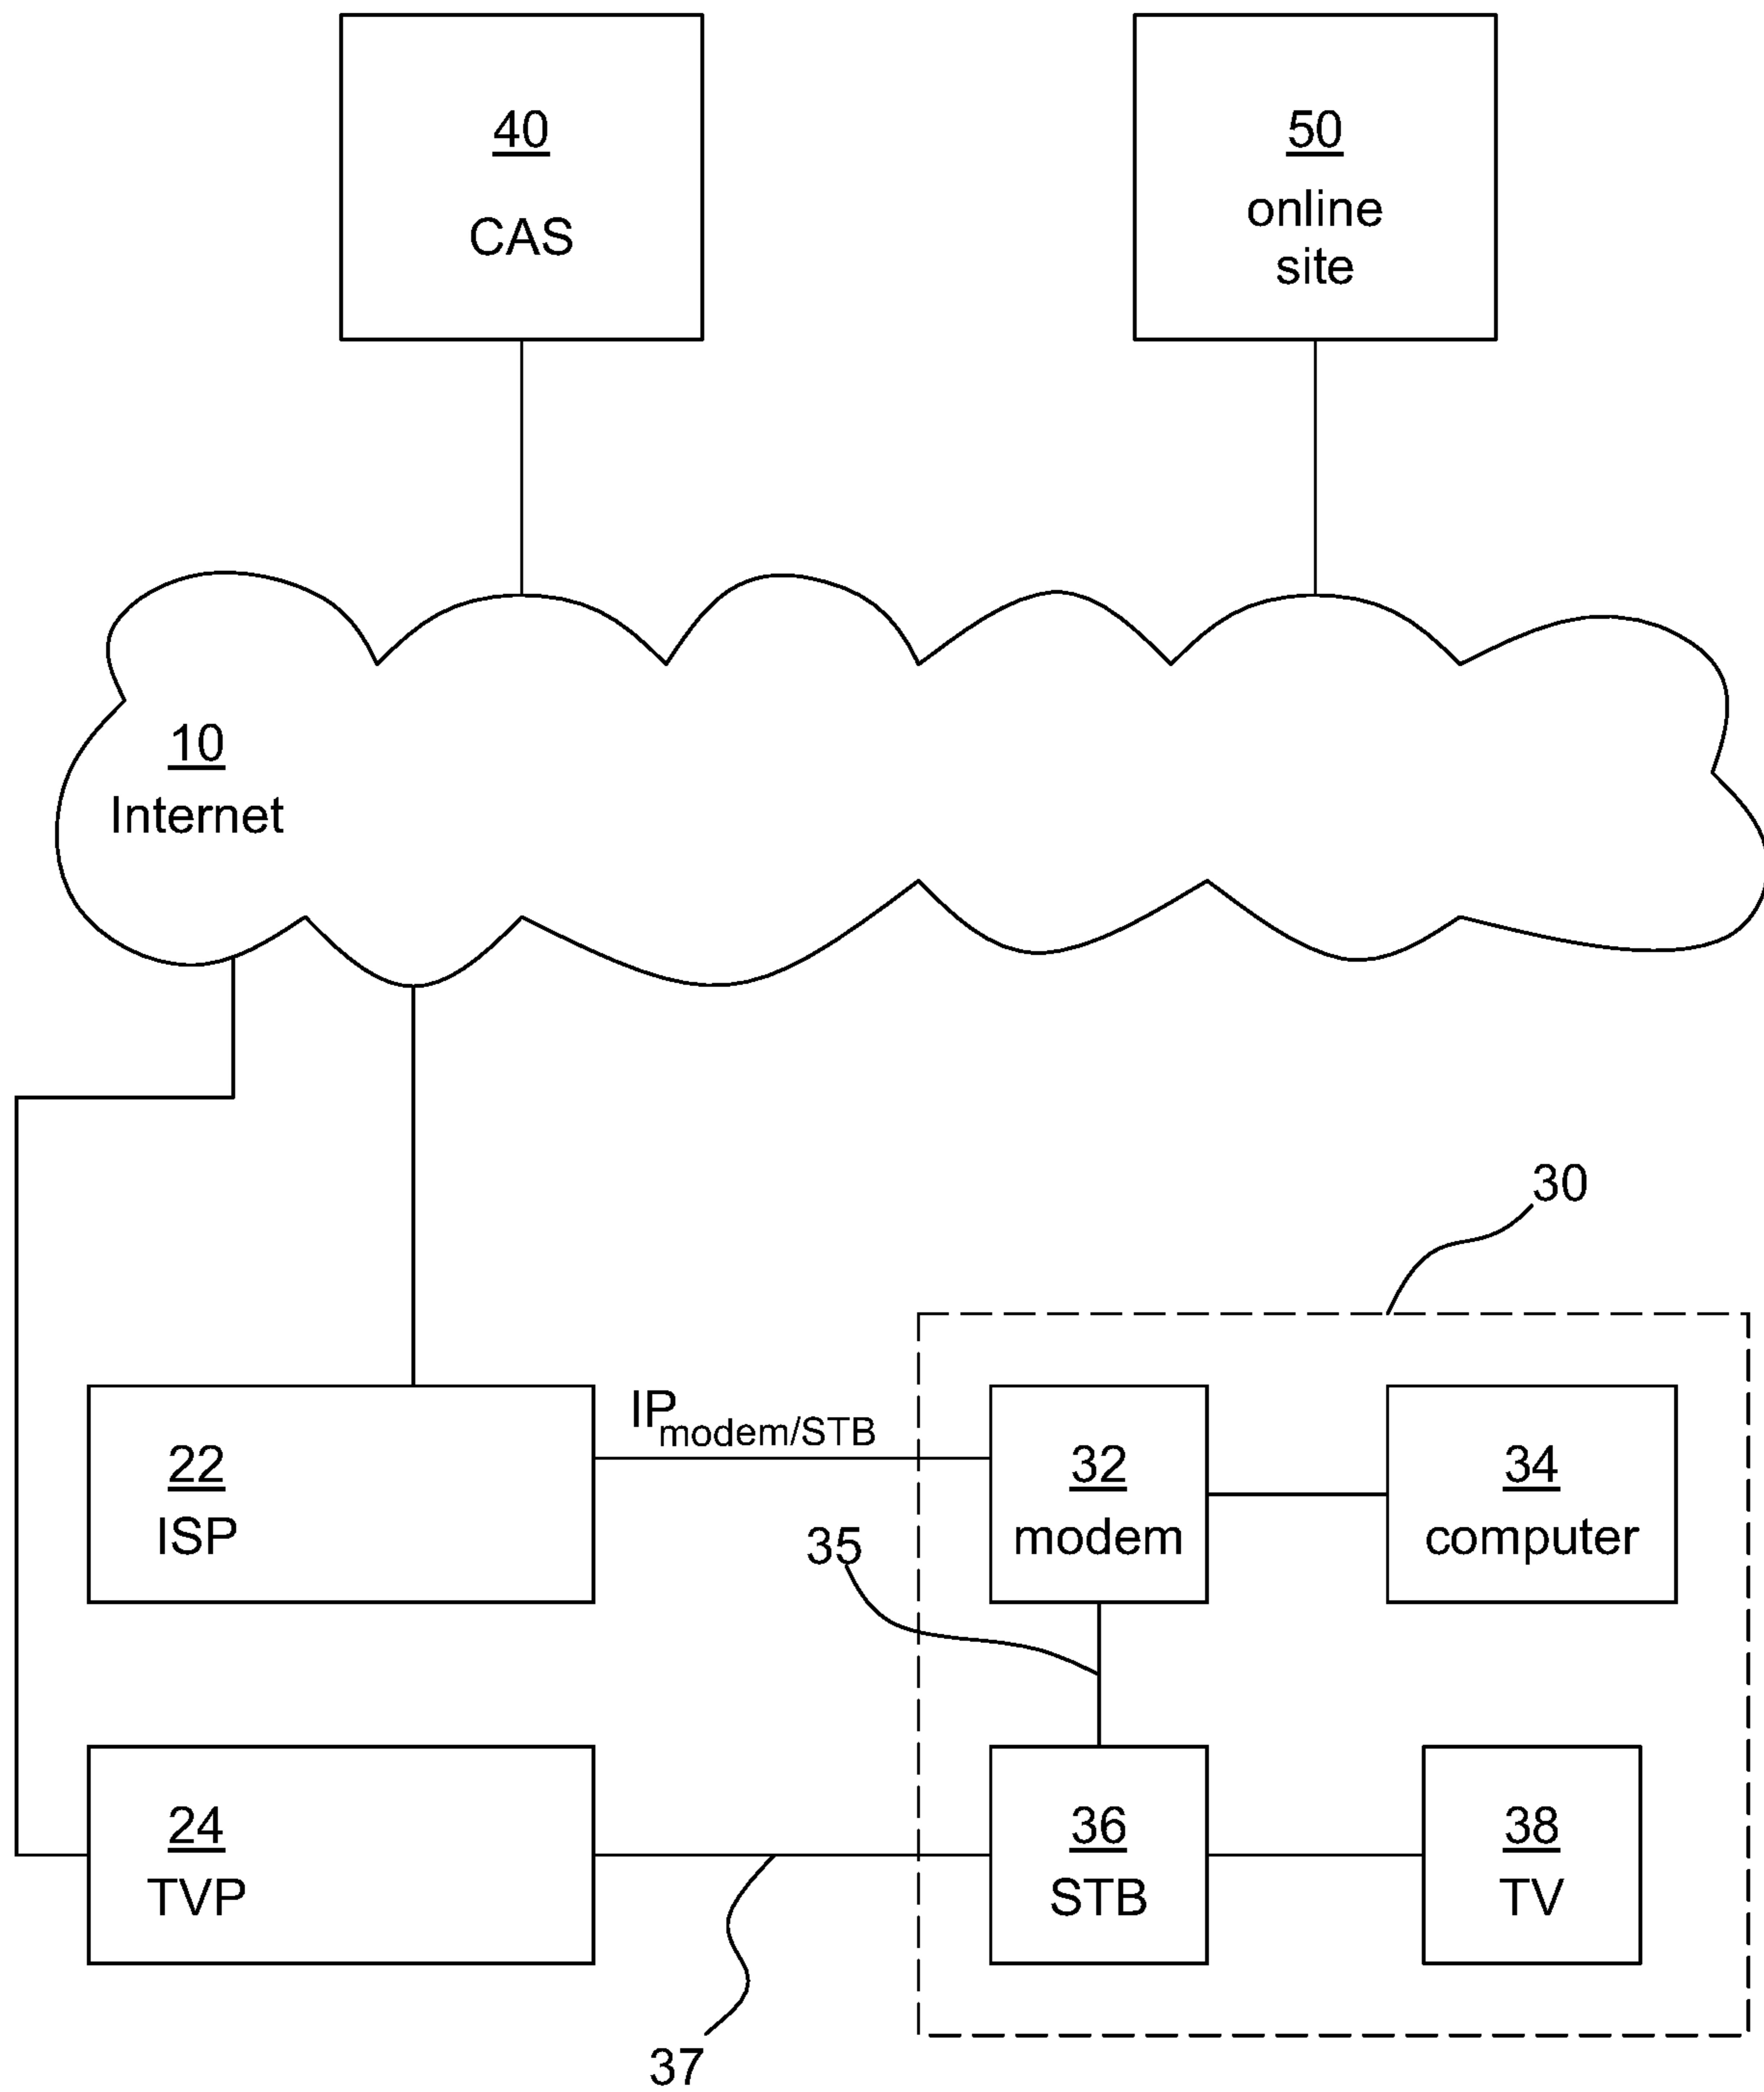 40
CAS
50
online
site
10
Internet
30
22
ISP
IPmodem/STB
32
modem
34
computer
35
24
TVP
36
STB
38
TV
37